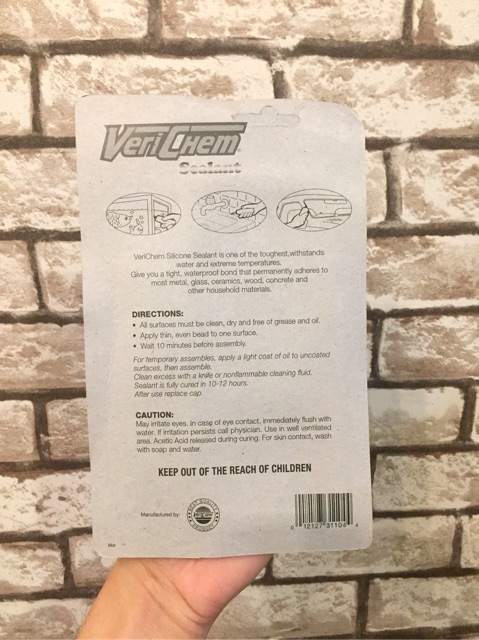 VeriChem
Sealant
VeriChem Silicone Sealant is one of the toughest,withstands
water and extreme temperatures.
Give you a tight, waterproof bond that permanently adheres to
most metal, glass, ceramics, wood, concrete and
other household materials.
DIRECTIONS:
• All surfaces must be clean, dry and free of grease and oil.
• Apply thin, even bead to one surface.
• Wait 10 minutes before assembly.
For temporary assembles, apply a light coat of oil to uncoated
surfaces, then assemble.
Clean excess with a knife or nonflammable cleaning fluid.
Sealant is fully cured in 10-12 hours.
After use replace cap.
CAUTION:
May irritate eyes. In case of eye contact, immediately flush with
water. If irritation persists call physician. Use in well ventilated
area. Acetic Acid released during curing. For skin contact, wash
with soap and water.
KEEP OUT OF THE REACH OF CHILDREN
Manufactured by:
0 12127 31104 4